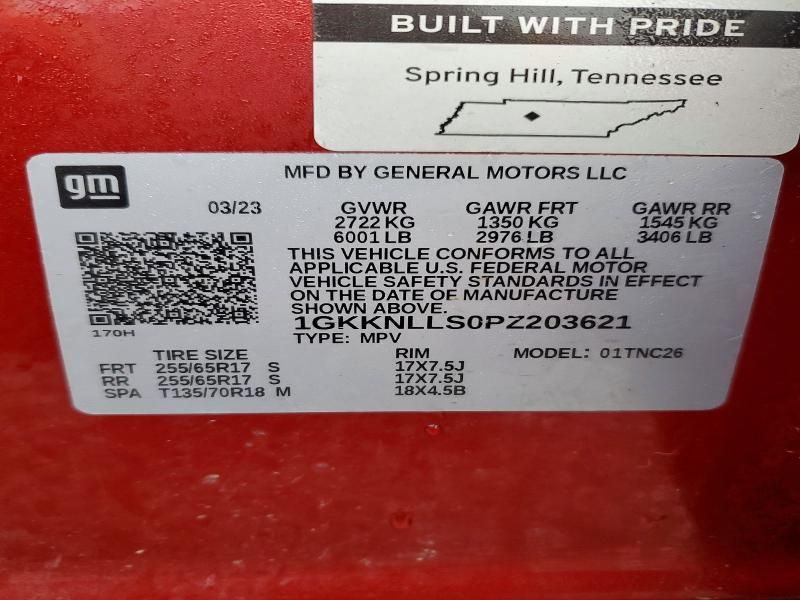 BUILT WITH PRIDE
Spring Hill, Tennessee
gm
MFD BY GENERAL MOTORS LLC
03/23 GVWR GAWR FRT GAWR RR
2722 KG 1350 KG 1545 KG
6001 LB 2976 LB 3406 LB
THIS VEHICLE CONFORMS TO ALL
APPLICABLE U.S. FEDERAL MOTOR
VEHICLE SAFETY STANDARDS IN EFFECT
ON THE DATE OF MANUFACTURE
SHOWN ABOVE.
1GKKNLLS0PZ203621
170H
TYPE: MPV
TIRE SIZE RIM MODEL: 01TNC26
FRT 255/65R17 S 17X7.5J
RR 255/65R17 S 17X7.5J
SPA T135/70R18 M 18X4.5B